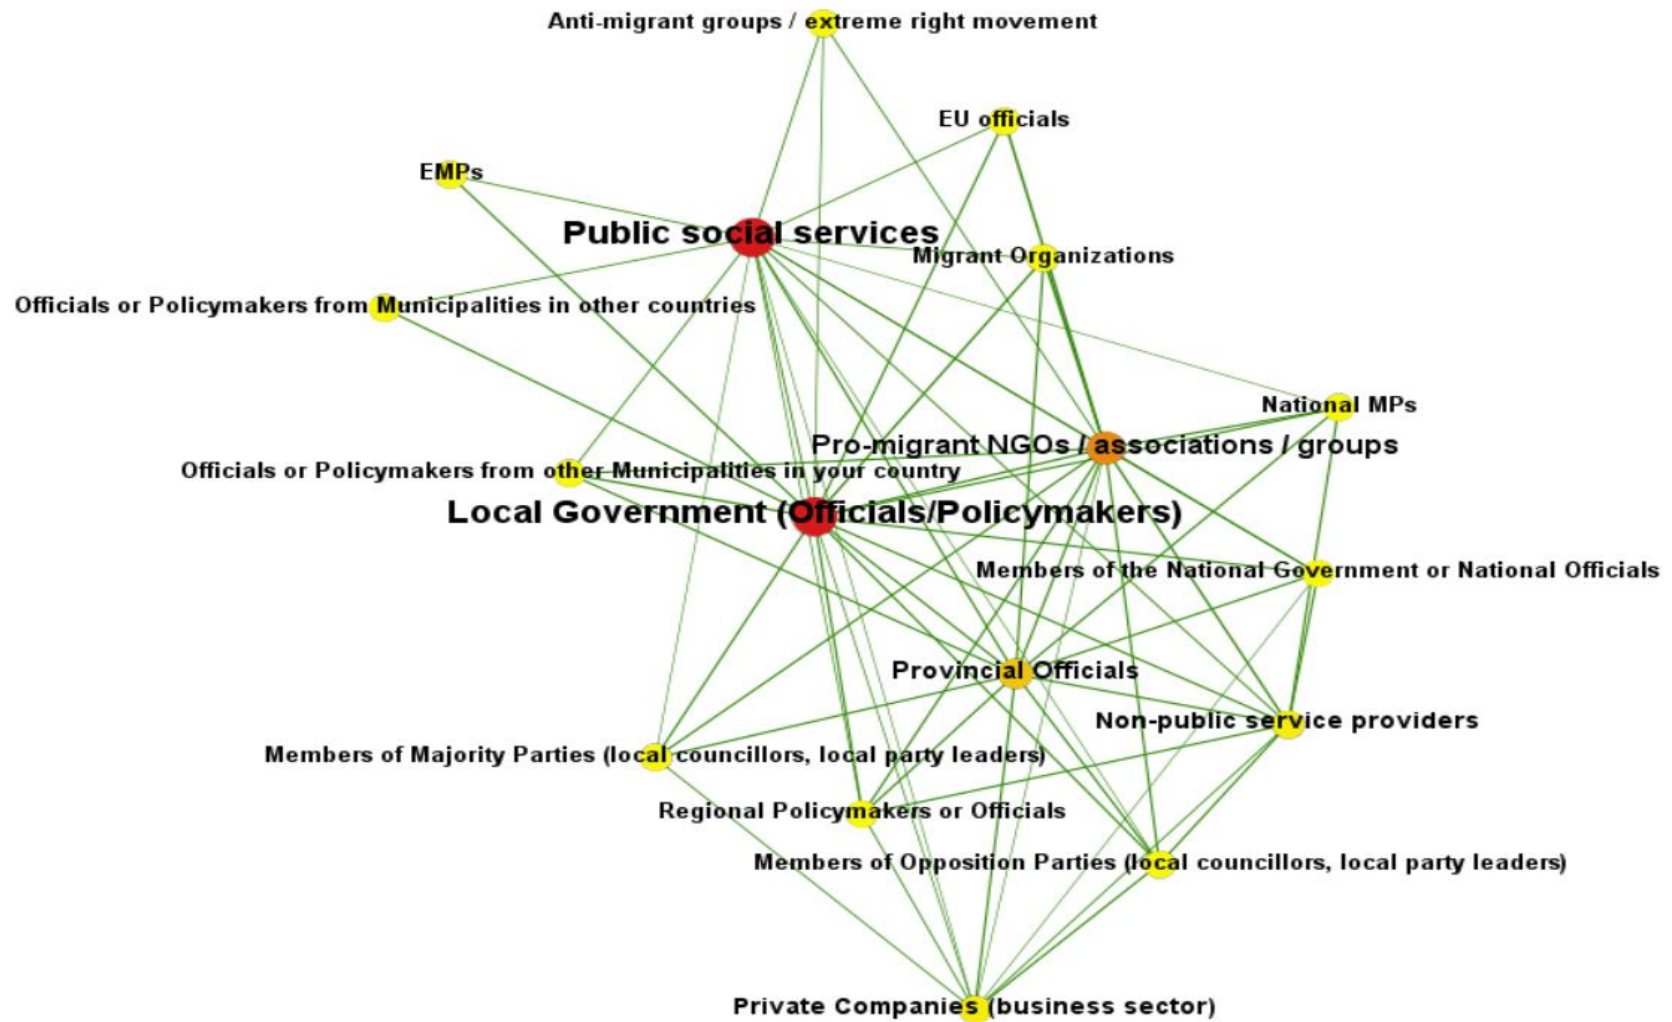 Anti-migrant groups / extreme right movement
EU officials
EMPs
Public social services
Migrant Organizations
Officials or Policymakers from Municipalities in other countries
National MPs
Pro-migrant NGOs / associations / groups
Officials or Policymakers from other Municipalities in your country
Local Government (Officials/Policymakers)
Members of the National Government or National Officials
Provincial Officials
Non-public service providers
Members of Majority Parties (local councillors, local party leaders)
Regional Policymakers or Officials
Members of Opposition Parties (local councillors, local party leaders)
Private Companies (business sector)